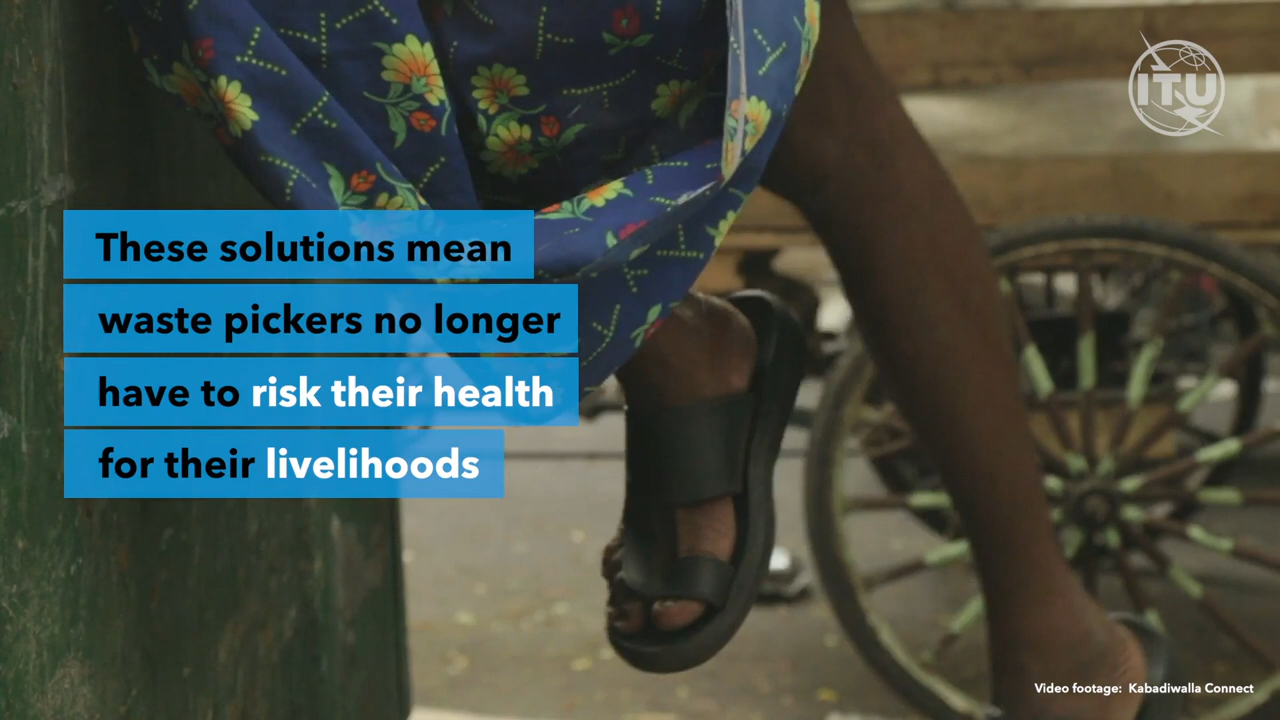 ITU
These solutions mean
waste pickers no longer
have to risk their health
for their livelihoods
Video footage: Kabadiwalla Connect